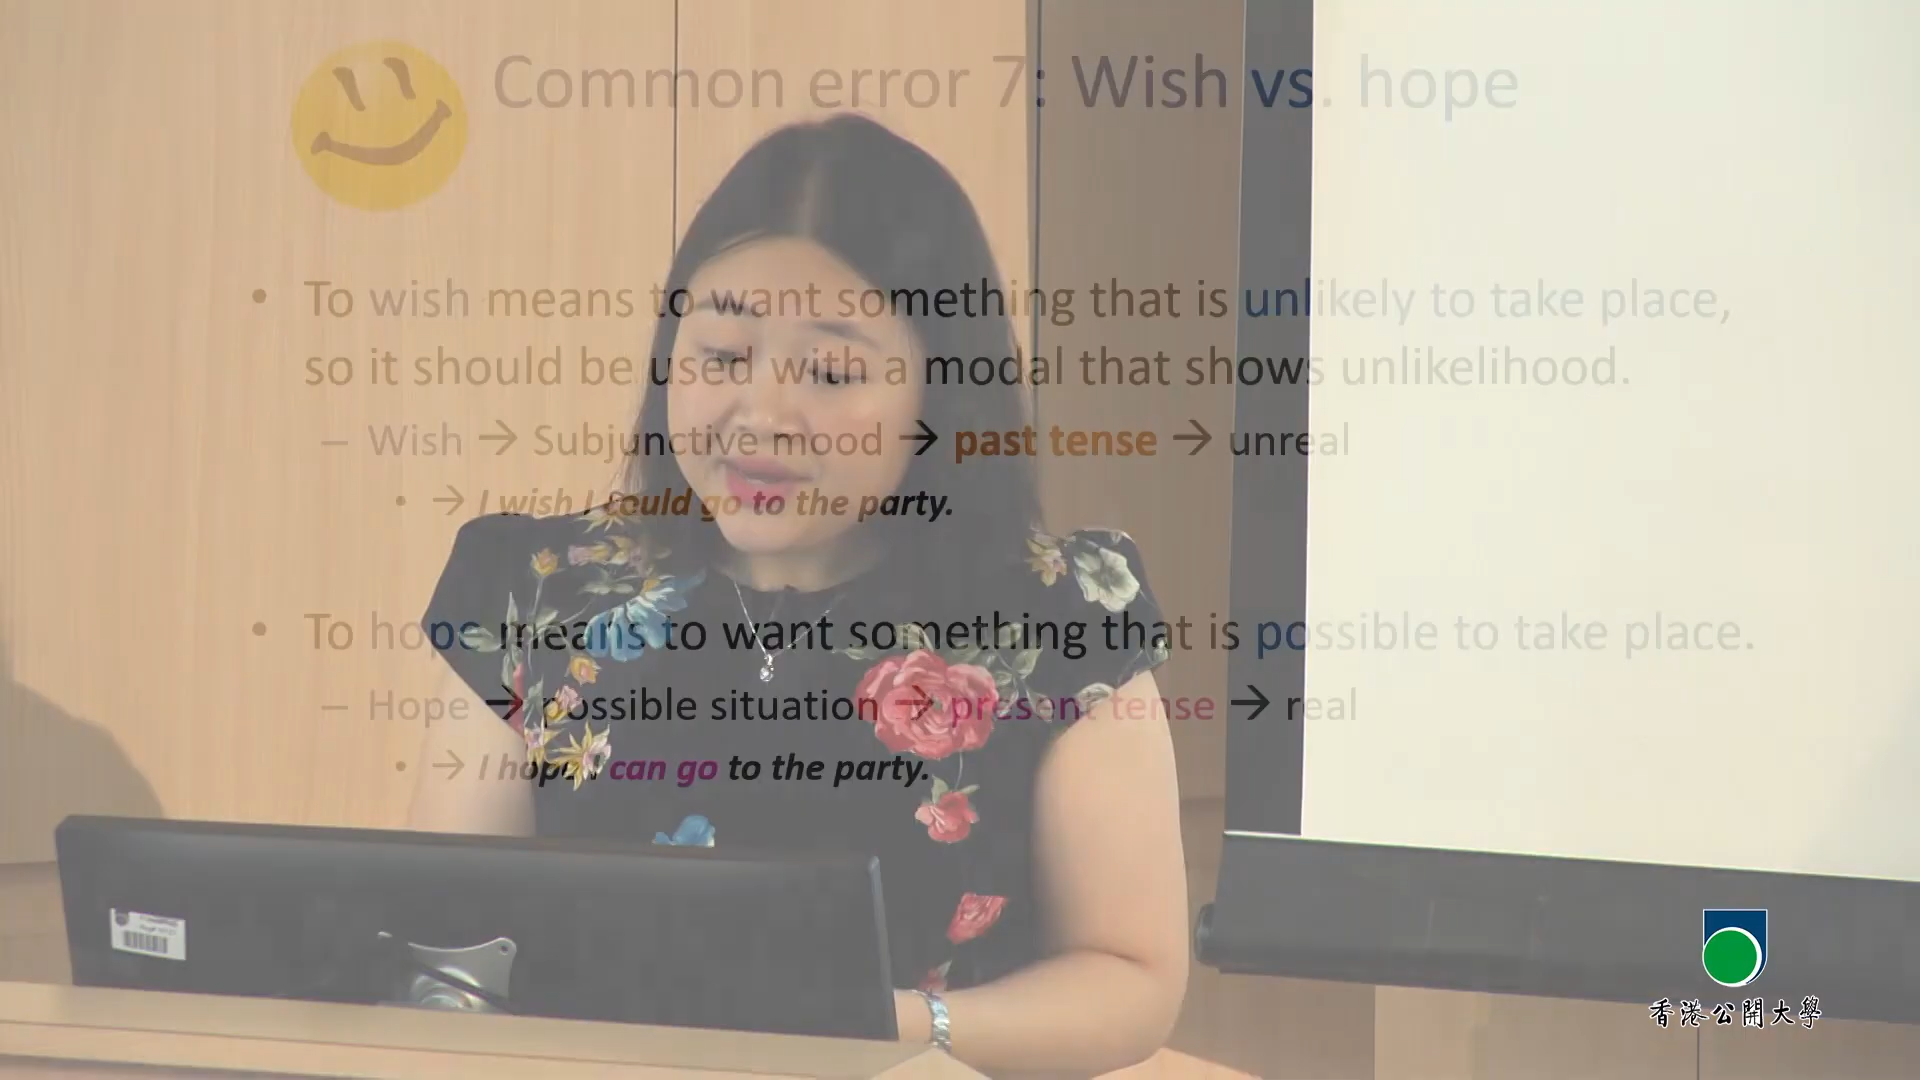 Common error 7: Wish vs. hope
• To wish means to want something that is unlikely to take place,
so it should be used with a modal that shows unlikelihood.
– Wish → Subjunctive mood → past tense → unreal
• → I wish I could go to the party.
• To hope means to want something that is possible to take place.
– Hope → possible situation → present tense → real
• → I hope I can go to the party.
香港公開大學